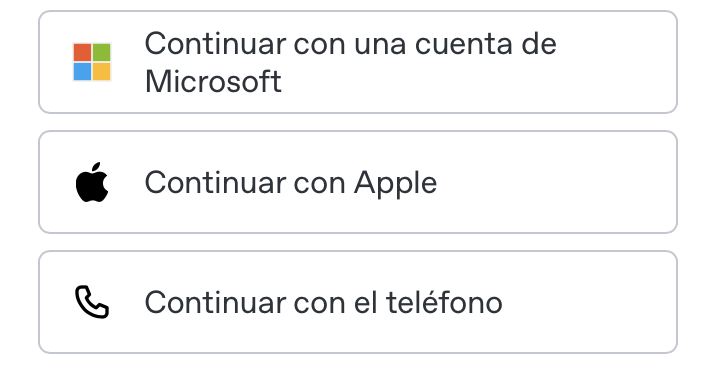 Continuar con una cuenta de
Microsoft
Continuar con Apple
Continuar con el teléfono